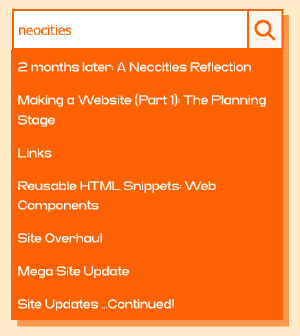 neocities
2 months later: A Neocities Reflection
Making a Website (Part 1): The Planning
Stage
Links
Reusable HTML Snippets: Web
Components
Site Overhaul
Mega Site Update
Site Updates ...Continued!